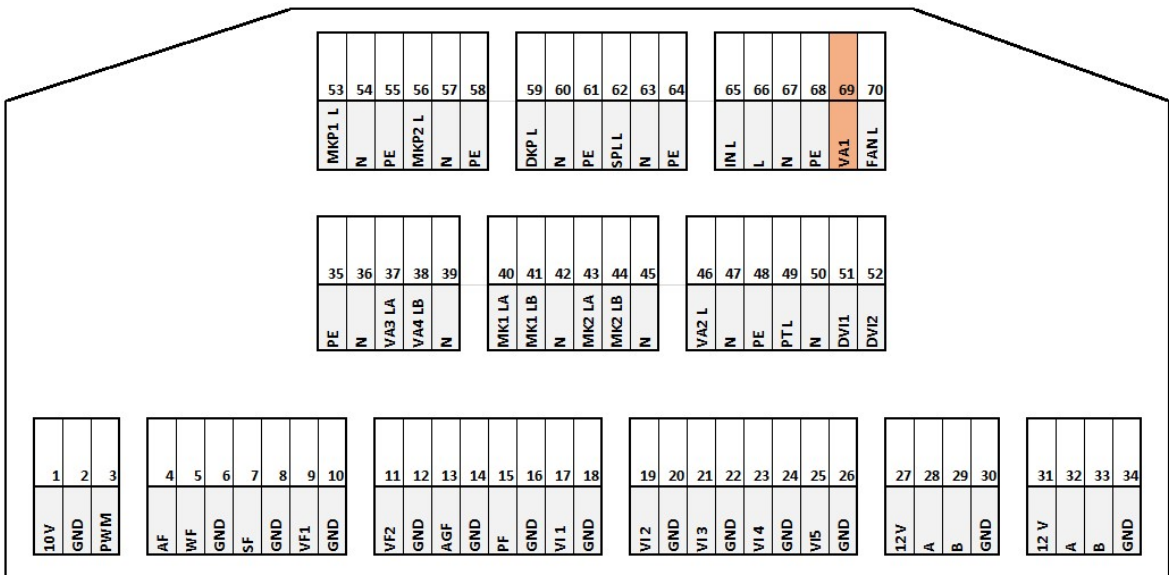 53 54 55 56 57 58 59 60 61 62 63 64 65 66 67 68 69 70
MKP1 L N PE MKP2 L N PE DKP L N PE SPL L N PE IN L L N PE VA1 FAN L
35 36 37 38 39 40 41 42 43 44 45 46 47 48 49 50 51 52
PE N VA3 LA VA4 LB N MK1 LA MK1 LB N MK2 LA MK2 LB N VA2 L N PE PT L N DVI1 DVI2
1 2 3 4 5 6 7 8 9 10 11 12 13 14 15 16 17 18 19 20 21 22 23 24 25 26 27 28 29 30 31 32 33 34
10V GND PWM AF WF GND SF GND VF1 GND VF2 GND AGF GND PF GND VI 1 GND VI 2 GND VI 3 GND VI 4 GND VI5 GND 12V A B GND 12 V A B GND